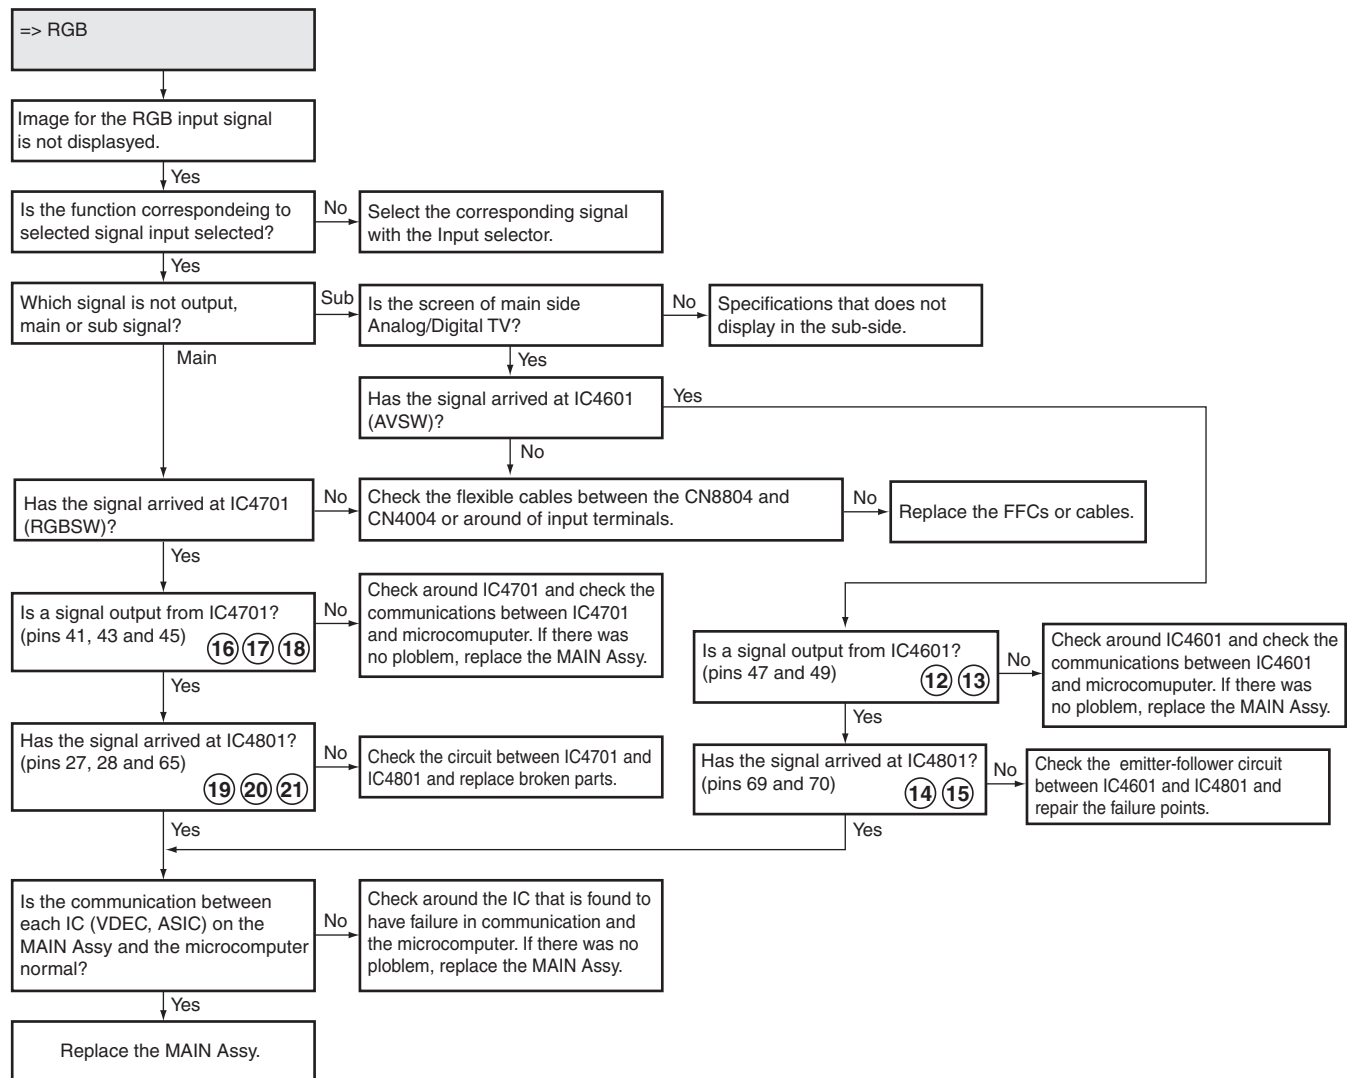 => RGB
Image for the RGB input signal
is not displasyed.
Yes
Is the function correspondeing to
selected signal input selected?
No
Select the corresponding signal
with the Input selector.
Yes
Which signal is not output,
main or sub signal?
Sub
Is the screen of main side
Analog/Digital TV?
No
Specifications that does not
display in the sub-side.
Main
Yes
Has the signal arrived at IC4601
(AVSW)?
Yes
No
Has the signal arrived at IC4701
(RGBSW)?
No
Check the flexible cables between the CN8804 and
CN4004 or around of input terminals.
No
Replace the FFCs or cables.
Yes
Is a signal output from IC4701?
(pins 41, 43 and 45)
16 17 18
No
Check around IC4701 and check the
communications between IC4701
and microcomuputer. If there was
no ploblem, replace the MAIN Assy.
Is a signal output from IC4601?
(pins 47 and 49)
12 13
No
Check around IC4601 and check the
communications between IC4601
and microcomuputer. If there was
no ploblem, replace the MAIN Assy.
Yes
Yes
Has the signal arrived at IC4801?
(pins 27, 28 and 65)
19 20 21
No
Check the circuit between IC4701 and
IC4801 and replace broken parts.
Has the signal arrived at IC4801?
(pins 69 and 70)
14 15
No
Check the emitter-follower circuit
between IC4601 and IC4801 and
repair the failure points.
Yes
Yes
Is the communication between
each IC (VDEC, ASIC) on the
MAIN Assy and the microcomputer
normal?
No
Check around the IC that is found to
have failure in communication and
the microcomputer. If there was no
ploblem, replace the MAIN Assy.
Yes
Replace the MAIN Assy.